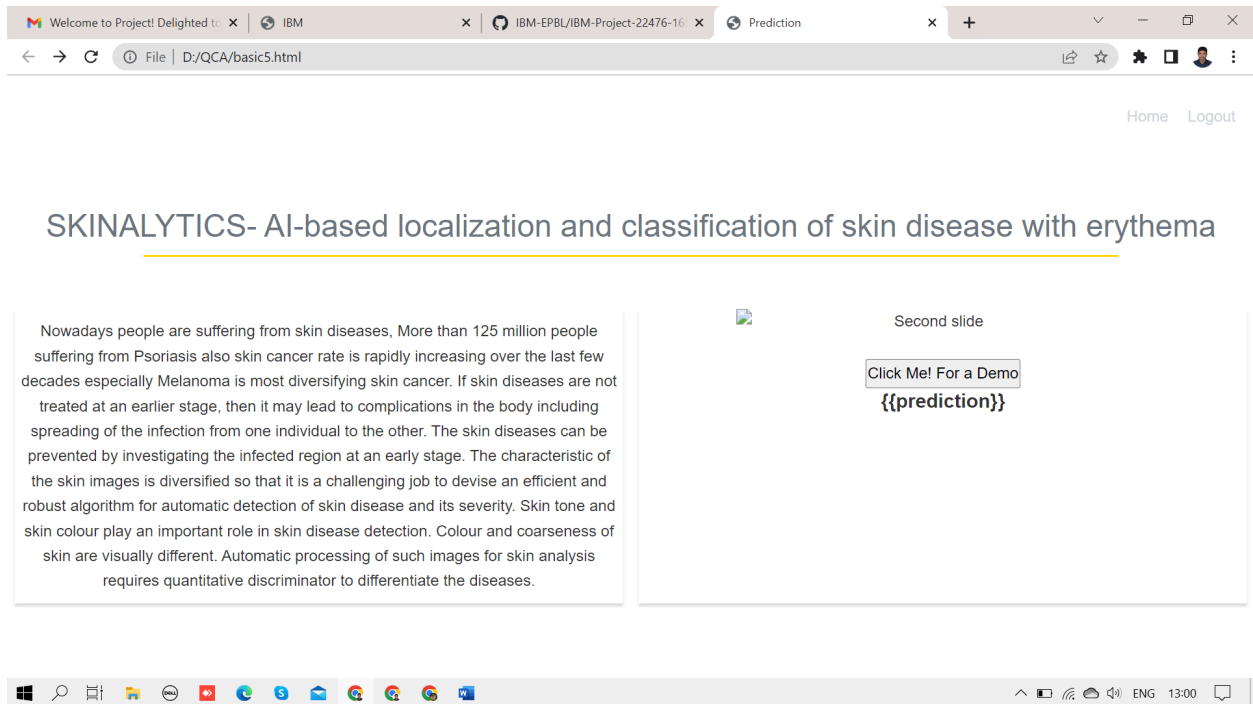 Welcome to Project! Delighted to
IBM
IBM-EPBL/IBM-Project-22476-16
Prediction
File | D:/QCA/basic5.html
Home Logout
SKINALYTICS- AI-based localization and classification of skin disease with erythema
Nowadays people are suffering from skin diseases, More than 125 million people
suffering from Psoriasis also skin cancer rate is rapidly increasing over the last few
decades especially Melanoma is most diversifying skin cancer. If skin diseases are not
treated at an earlier stage, then it may lead to complications in the body including
spreading of the infection from one individual to the other. The skin diseases can be
prevented by investigating the infected region at an early stage. The characteristic of
the skin images is diversified so that it is a challenging job to devise an efficient and
robust algorithm for automatic detection of skin disease and its severity. Skin tone and
skin colour play an important role in skin disease detection. Colour and coarseness of
skin are visually different. Automatic processing of such images for skin analysis
requires quantitative discriminator to differentiate the diseases.
Second slide
Click Me! For a Demo
{{prediction}}
DELL
ENG 13:00